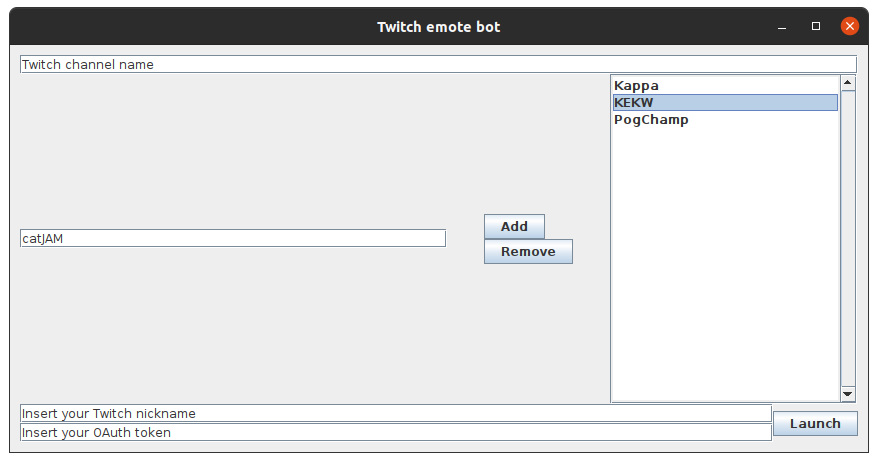 Twitch emote bot
Twitch channel name
Kappa
KEKW
PogChamp
catJAM
Add
Remove
Insert your Twitch nickname
Insert your OAuth token
Launch